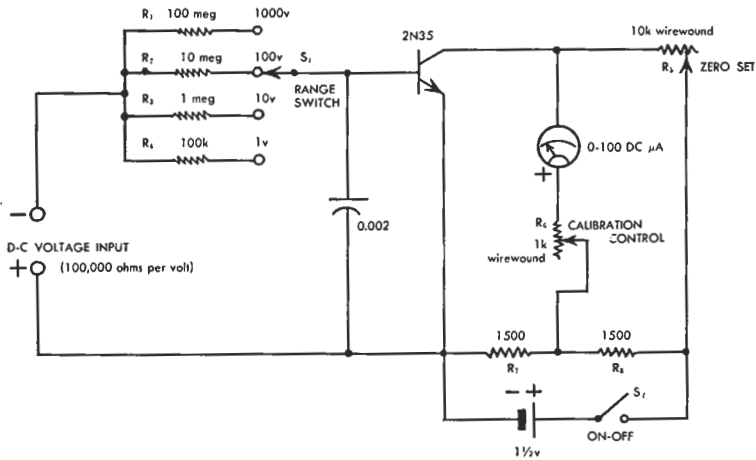 R₁ 100 meg 1000v
R₂ 10 meg 100v
R₃ 1 meg 10v
R₄ 100k 1v
S₁
RANGE
SWITCH
2N35
10k wirewound
R₅ ZERO SET
0-100 DC μA
+
R₆ CALIBRATION
CONTROL
1k
wirewound
0.002
−
D-C VOLTAGE INPUT
+ (100,000 ohms per volt)
1500
R₇
1500
R₈
− +
1½v
S₂
ON-OFF